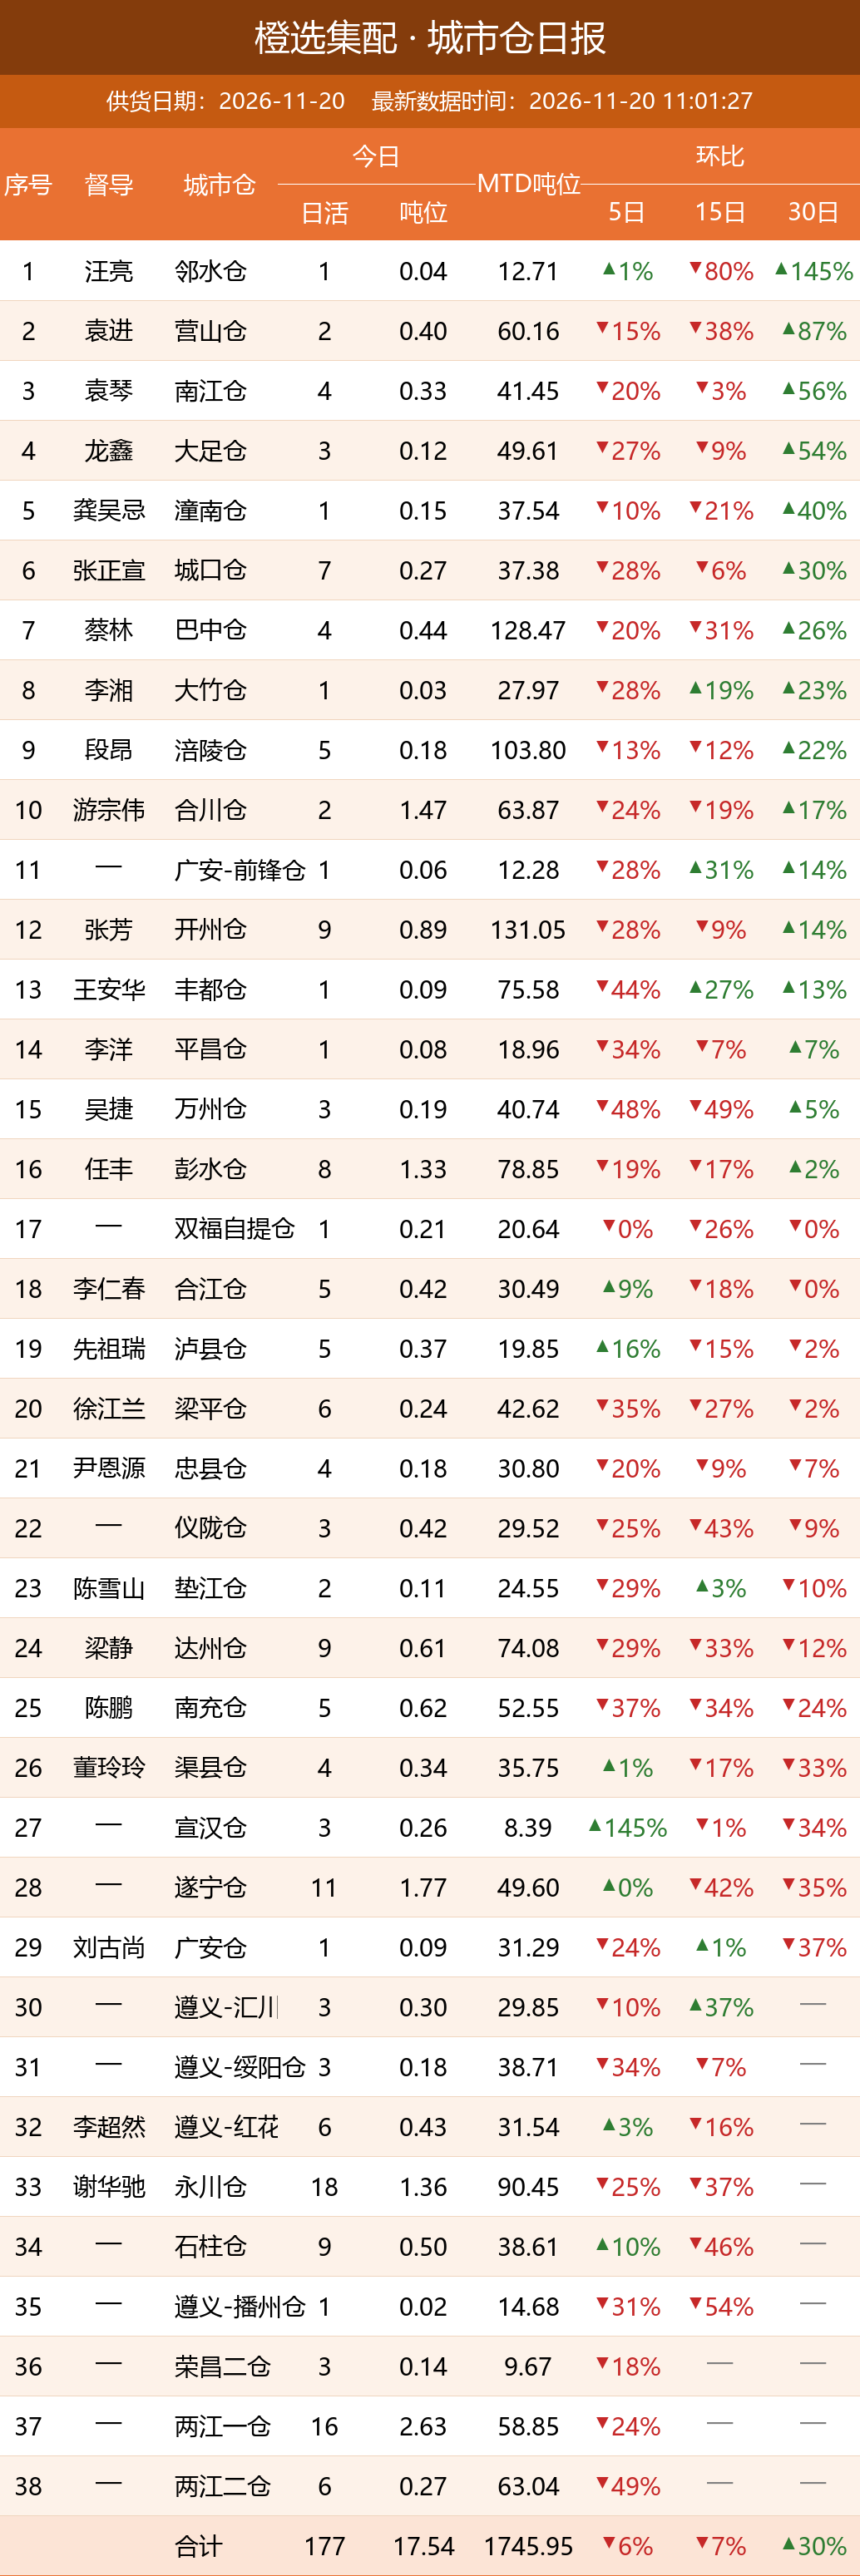 橙选集配 · 城市仓日报
供货日期：2026-11-20 最新数据时间：2026-11-20 11:01:27
序号 督导 城市仓 今日 MTD吨位 环比
日活 吨位 5日 15日 30日
1 汪亮 邻水仓 1 0.04 12.71 ▲1% ▼80% ▲145%
2 袁进 营山仓 2 0.40 60.16 ▼15% ▼38% ▲87%
3 袁琴 南江仓 4 0.33 41.45 ▼20% ▼3% ▲56%
4 龙鑫 大足仓 3 0.12 49.61 ▼27% ▼9% ▲54%
5 龚吴忌 潼南仓 1 0.15 37.54 ▼10% ▼21% ▲40%
6 张正宣 城口仓 7 0.27 37.38 ▼28% ▼6% ▲30%
7 蔡林 巴中仓 4 0.44 128.47 ▼20% ▼31% ▲26%
8 李湘 大竹仓 1 0.03 27.97 ▼28% ▲19% ▲23%
9 段昂 涪陵仓 5 0.18 103.80 ▼13% ▼12% ▲22%
10 游宗伟 合川仓 2 1.47 63.87 ▼24% ▼19% ▲17%
11 — 广安-前锋仓 1 0.06 12.28 ▼28% ▲31% ▲14%
12 张芳 开州仓 9 0.89 131.05 ▼28% ▼9% ▲14%
13 王安华 丰都仓 1 0.09 75.58 ▼44% ▲27% ▲13%
14 李洋 平昌仓 1 0.08 18.96 ▼34% ▼7% ▲7%
15 吴捷 万州仓 3 0.19 40.74 ▼48% ▼49% ▲5%
16 任丰 彭水仓 8 1.33 78.85 ▼19% ▼17% ▲2%
17 — 双福自提仓 1 0.21 20.64 ▼0% ▼26% ▼0%
18 李仁春 合江仓 5 0.42 30.49 ▲9% ▼18% ▼0%
19 先祖瑞 泸县仓 5 0.37 19.85 ▲16% ▼15% ▼2%
20 徐江兰 梁平仓 6 0.24 42.62 ▼35% ▼27% ▼2%
21 尹恩源 忠县仓 4 0.18 30.80 ▼20% ▼9% ▼7%
22 — 仪陇仓 3 0.42 29.52 ▼25% ▼43% ▼9%
23 陈雪山 垫江仓 2 0.11 24.55 ▼29% ▲3% ▼10%
24 梁静 达州仓 9 0.61 74.08 ▼29% ▼33% ▼12%
25 陈鹏 南充仓 5 0.62 52.55 ▼37% ▼34% ▼24%
26 董玲玲 渠县仓 4 0.34 35.75 ▲1% ▼17% ▼33%
27 — 宣汉仓 3 0.26 8.39 ▲145% ▼1% ▼34%
28 — 遂宁仓 11 1.77 49.60 ▲0% ▼42% ▼35%
29 刘古尚 广安仓 1 0.09 31.29 ▼24% ▲1% ▼37%
30 — 遵义-汇川 3 0.30 29.85 ▼10% ▲37% —
31 — 遵义-绥阳仓 3 0.18 38.71 ▼34% ▼7% —
32 李超然 遵义-红花 6 0.43 31.54 ▲3% ▼16% —
33 谢华驰 永川仓 18 1.36 90.45 ▼25% ▼37% —
34 — 石柱仓 9 0.50 38.61 ▲10% ▼46% —
35 — 遵义-播州仓 1 0.02 14.68 ▼31% ▼54% —
36 — 荣昌二仓 3 0.14 9.67 ▼18% — —
37 — 两江一仓 16 2.63 58.85 ▼24% — —
38 — 两江二仓 6 0.27 63.04 ▼49% — —
合计 177 17.54 1745.95 ▼6% ▼7% ▲30%